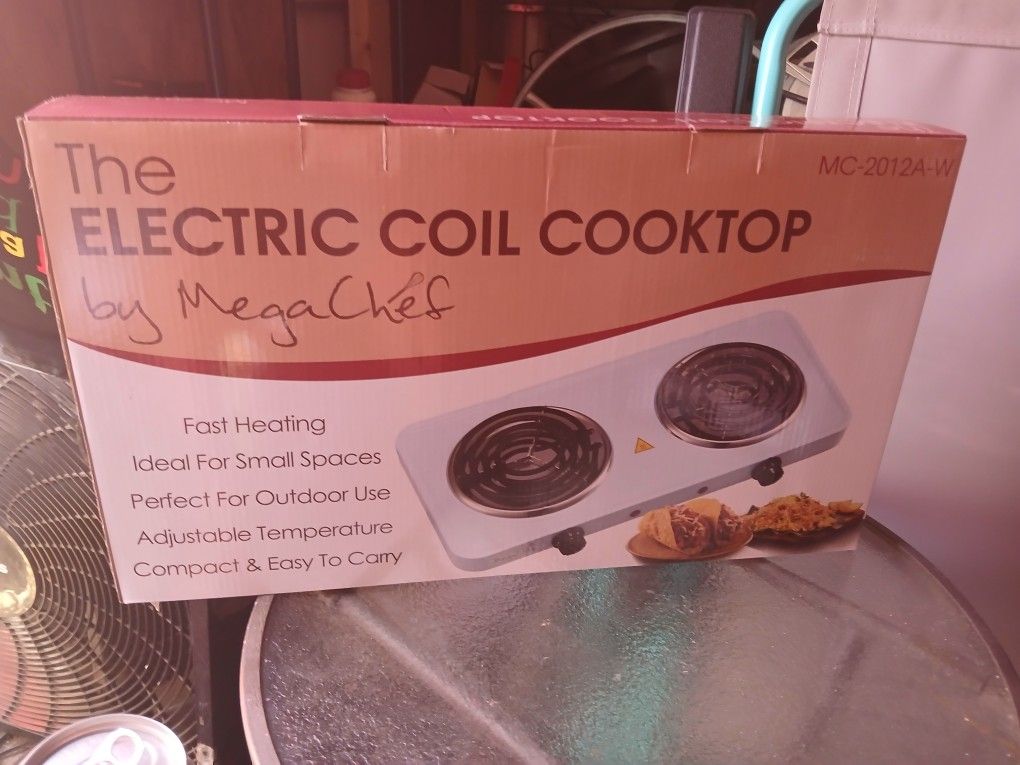 COOKTOP
The
MC-2012A-W
ELECTRIC COIL COOKTOP
by MegaChef
Fast Heating
Ideal For Small Spaces
Perfect For Outdoor Use
Adjustable Temperature
Compact & Easy To Carry